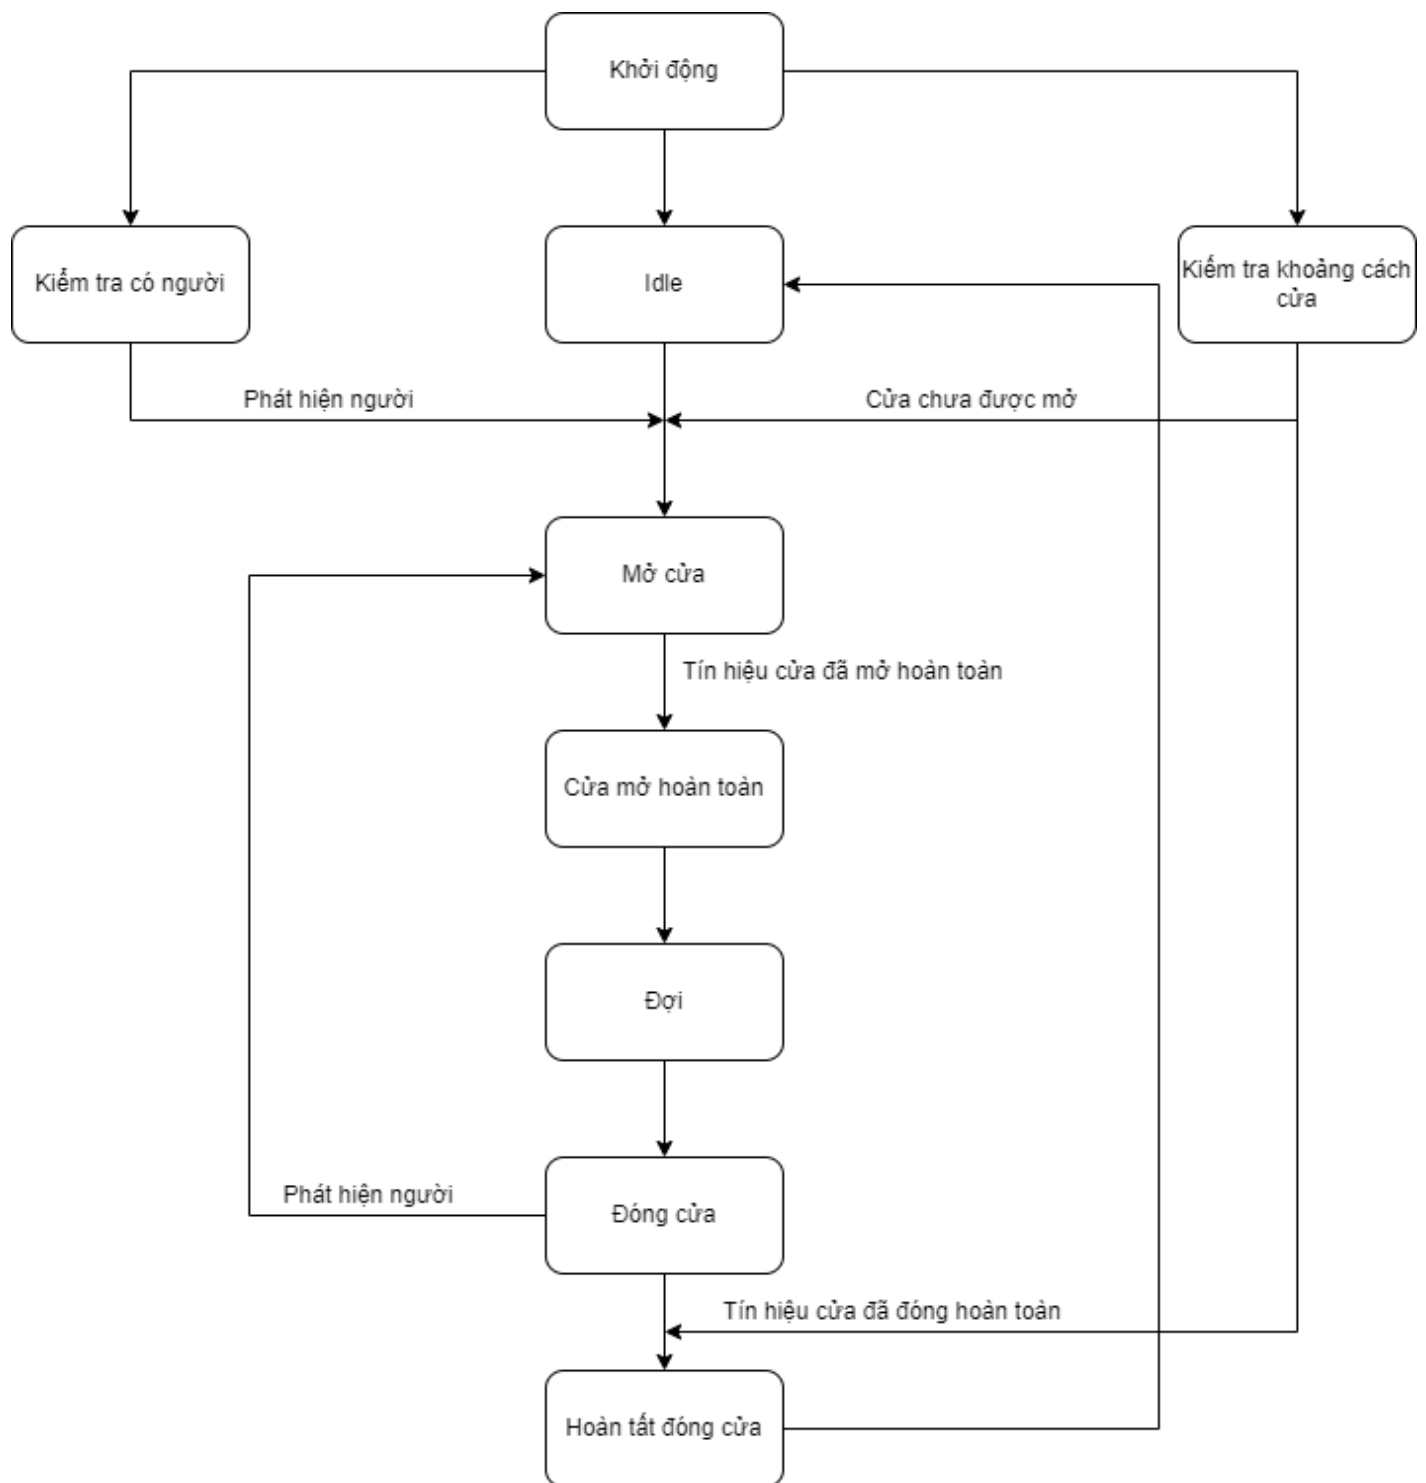 Khởi động
Kiểm tra có người
Idle
Kiểm tra khoảng cách
cửa
Phát hiện người
Cửa chưa được mở
Mở cửa
Tín hiệu cửa đã mở hoàn toàn
Cửa mở hoàn toàn
Đợi
Phát hiện người
Đóng cửa
Tín hiệu cửa đã đóng hoàn toàn
Hoàn tất đóng cửa